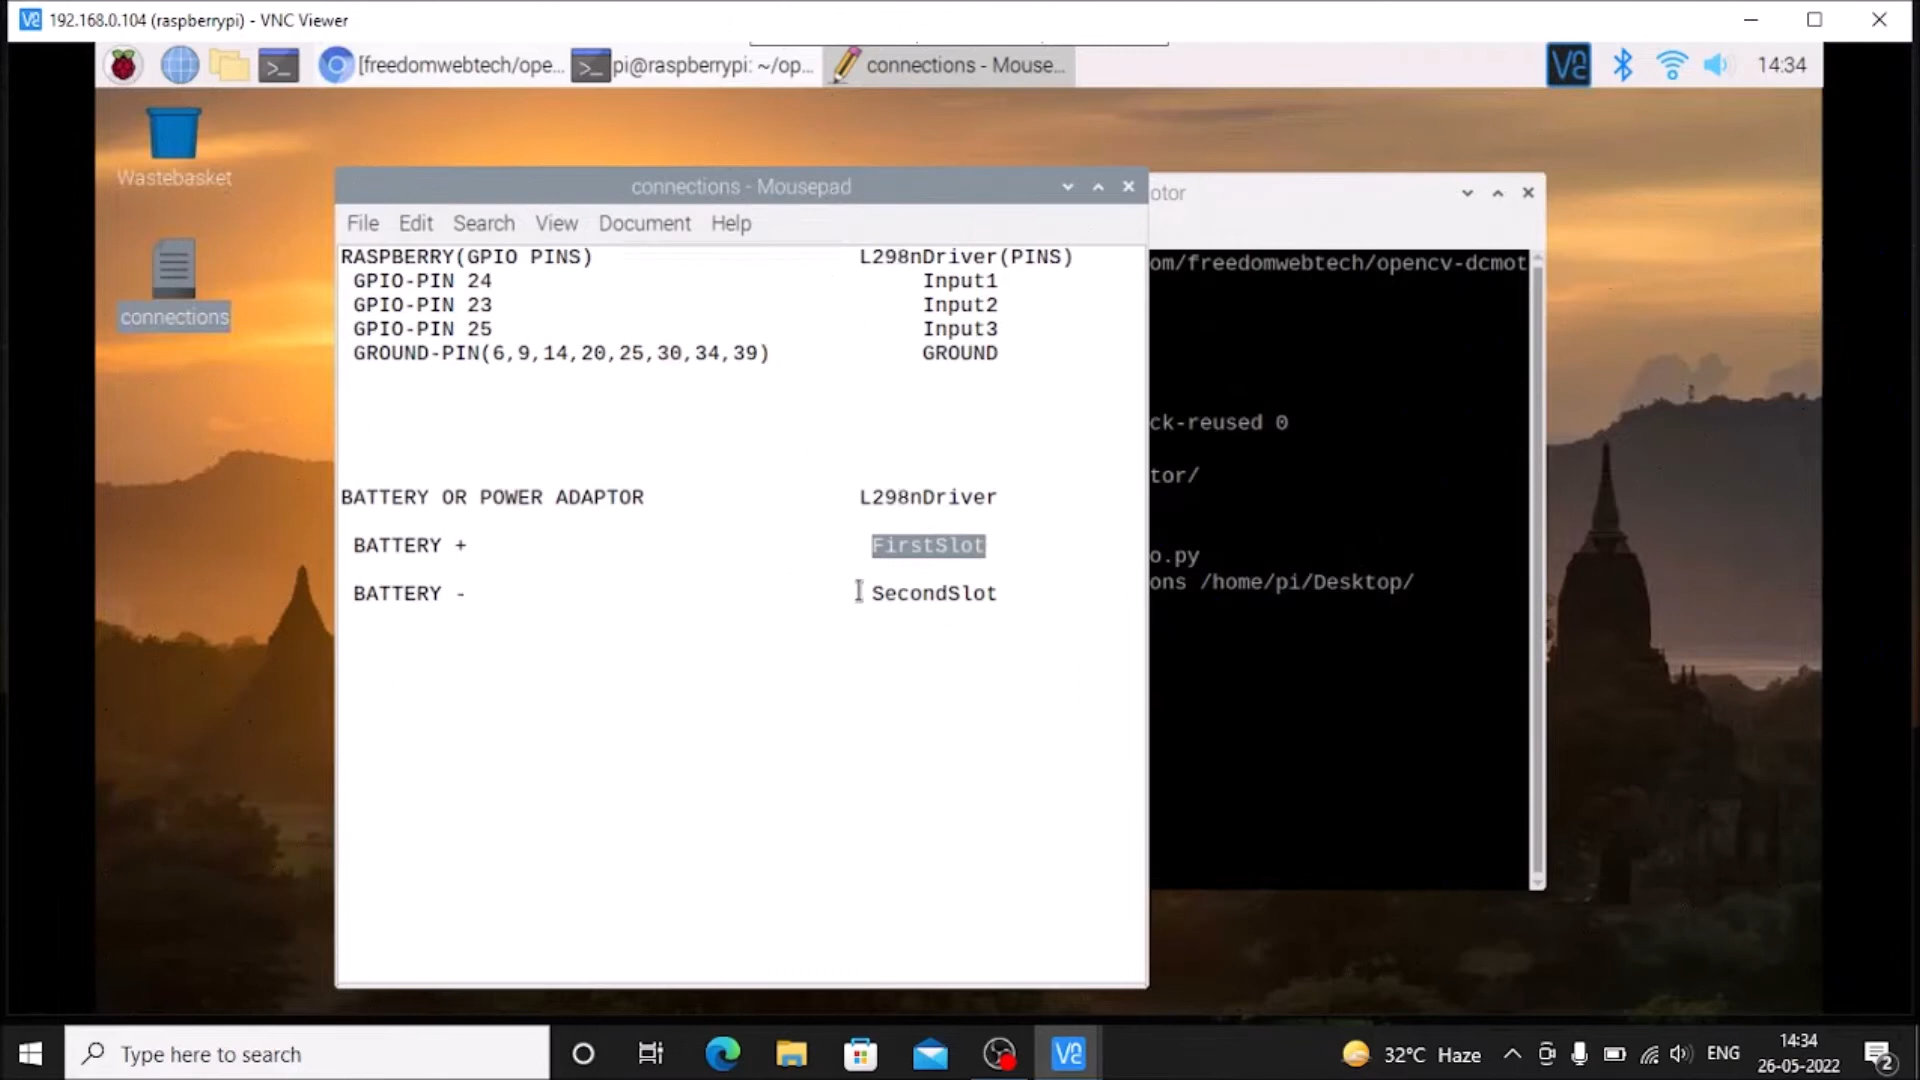 192.168.0.104 (raspberrypi) - VNC Viewer
[freedomwebtech/ope...
pi@raspberrypi: ~/op...
connections - Mouse...
14:34
Wastebasket
connections
connections - Mousepad
File Edit Search View Document Help
RASPBERRY(GPIO PINS) L298nDriver(PINS)
GPIO-PIN 24 Input1
GPIO-PIN 23 Input2
GPIO-PIN 25 Input3
GROUND-PIN(6,9,14,20,25,30,34,39) GROUND
BATTERY OR POWER ADAPTOR L298nDriver
BATTERY + FirstSlot
BATTERY - SecondSlot
otor
om/freedomwebtech/opencv-dcmot
ck-reused 0
tor/
o.py
ons /home/pi/Desktop/
Type here to search
32°C Haze
ENG
14:34
26-05-2022
2